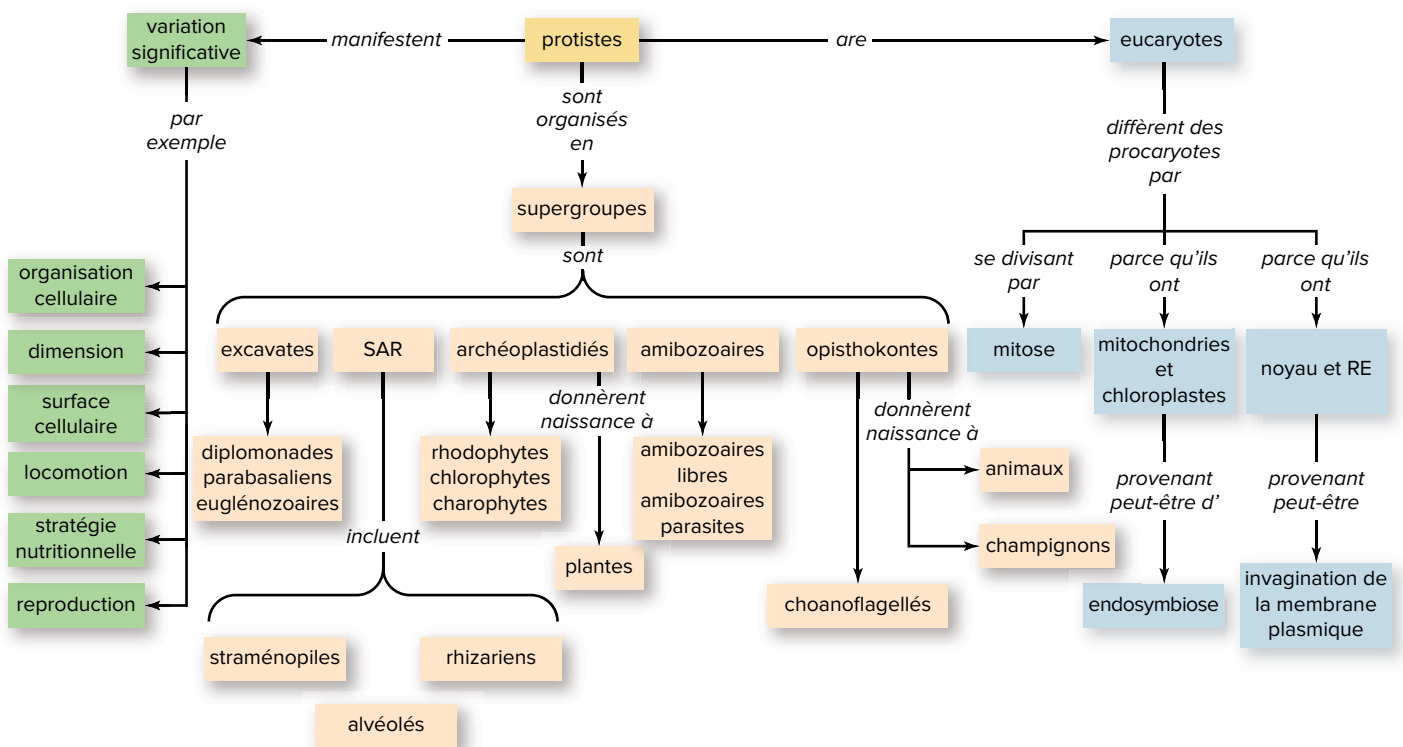 variation
significative
manifestent
protistes
are
eucaryotes
par
exemple
sont
organisés
en
diffèrent des
procaryotes
par
supergroupes
sont
se divisant
par
parce qu'ils
ont
parce qu'ils
ont
organisation
cellulaire
dimension
surface
cellulaire
locomotion
stratégie
nutritionnelle
reproduction
excavates
SAR
archéoplastidiés
amibozoaires
opisthokontes
mitose
mitochondries
et
chloroplastes
noyau et RE
donnèrent
naissance à
donnèrent
naissance à
diplomonades
parabasaliens
euglénozoaires
rhodophytes
chlorophytes
charophytes
amibozoaires
libres
amibozoaires
parasites
animaux
champignons
provenant
peut-être d'
provenant
peut-être
incluent
plantes
choanoflagellés
endosymbiose
invagination de
la membrane
plasmique
straménopiles
rhizariens
alvéolés